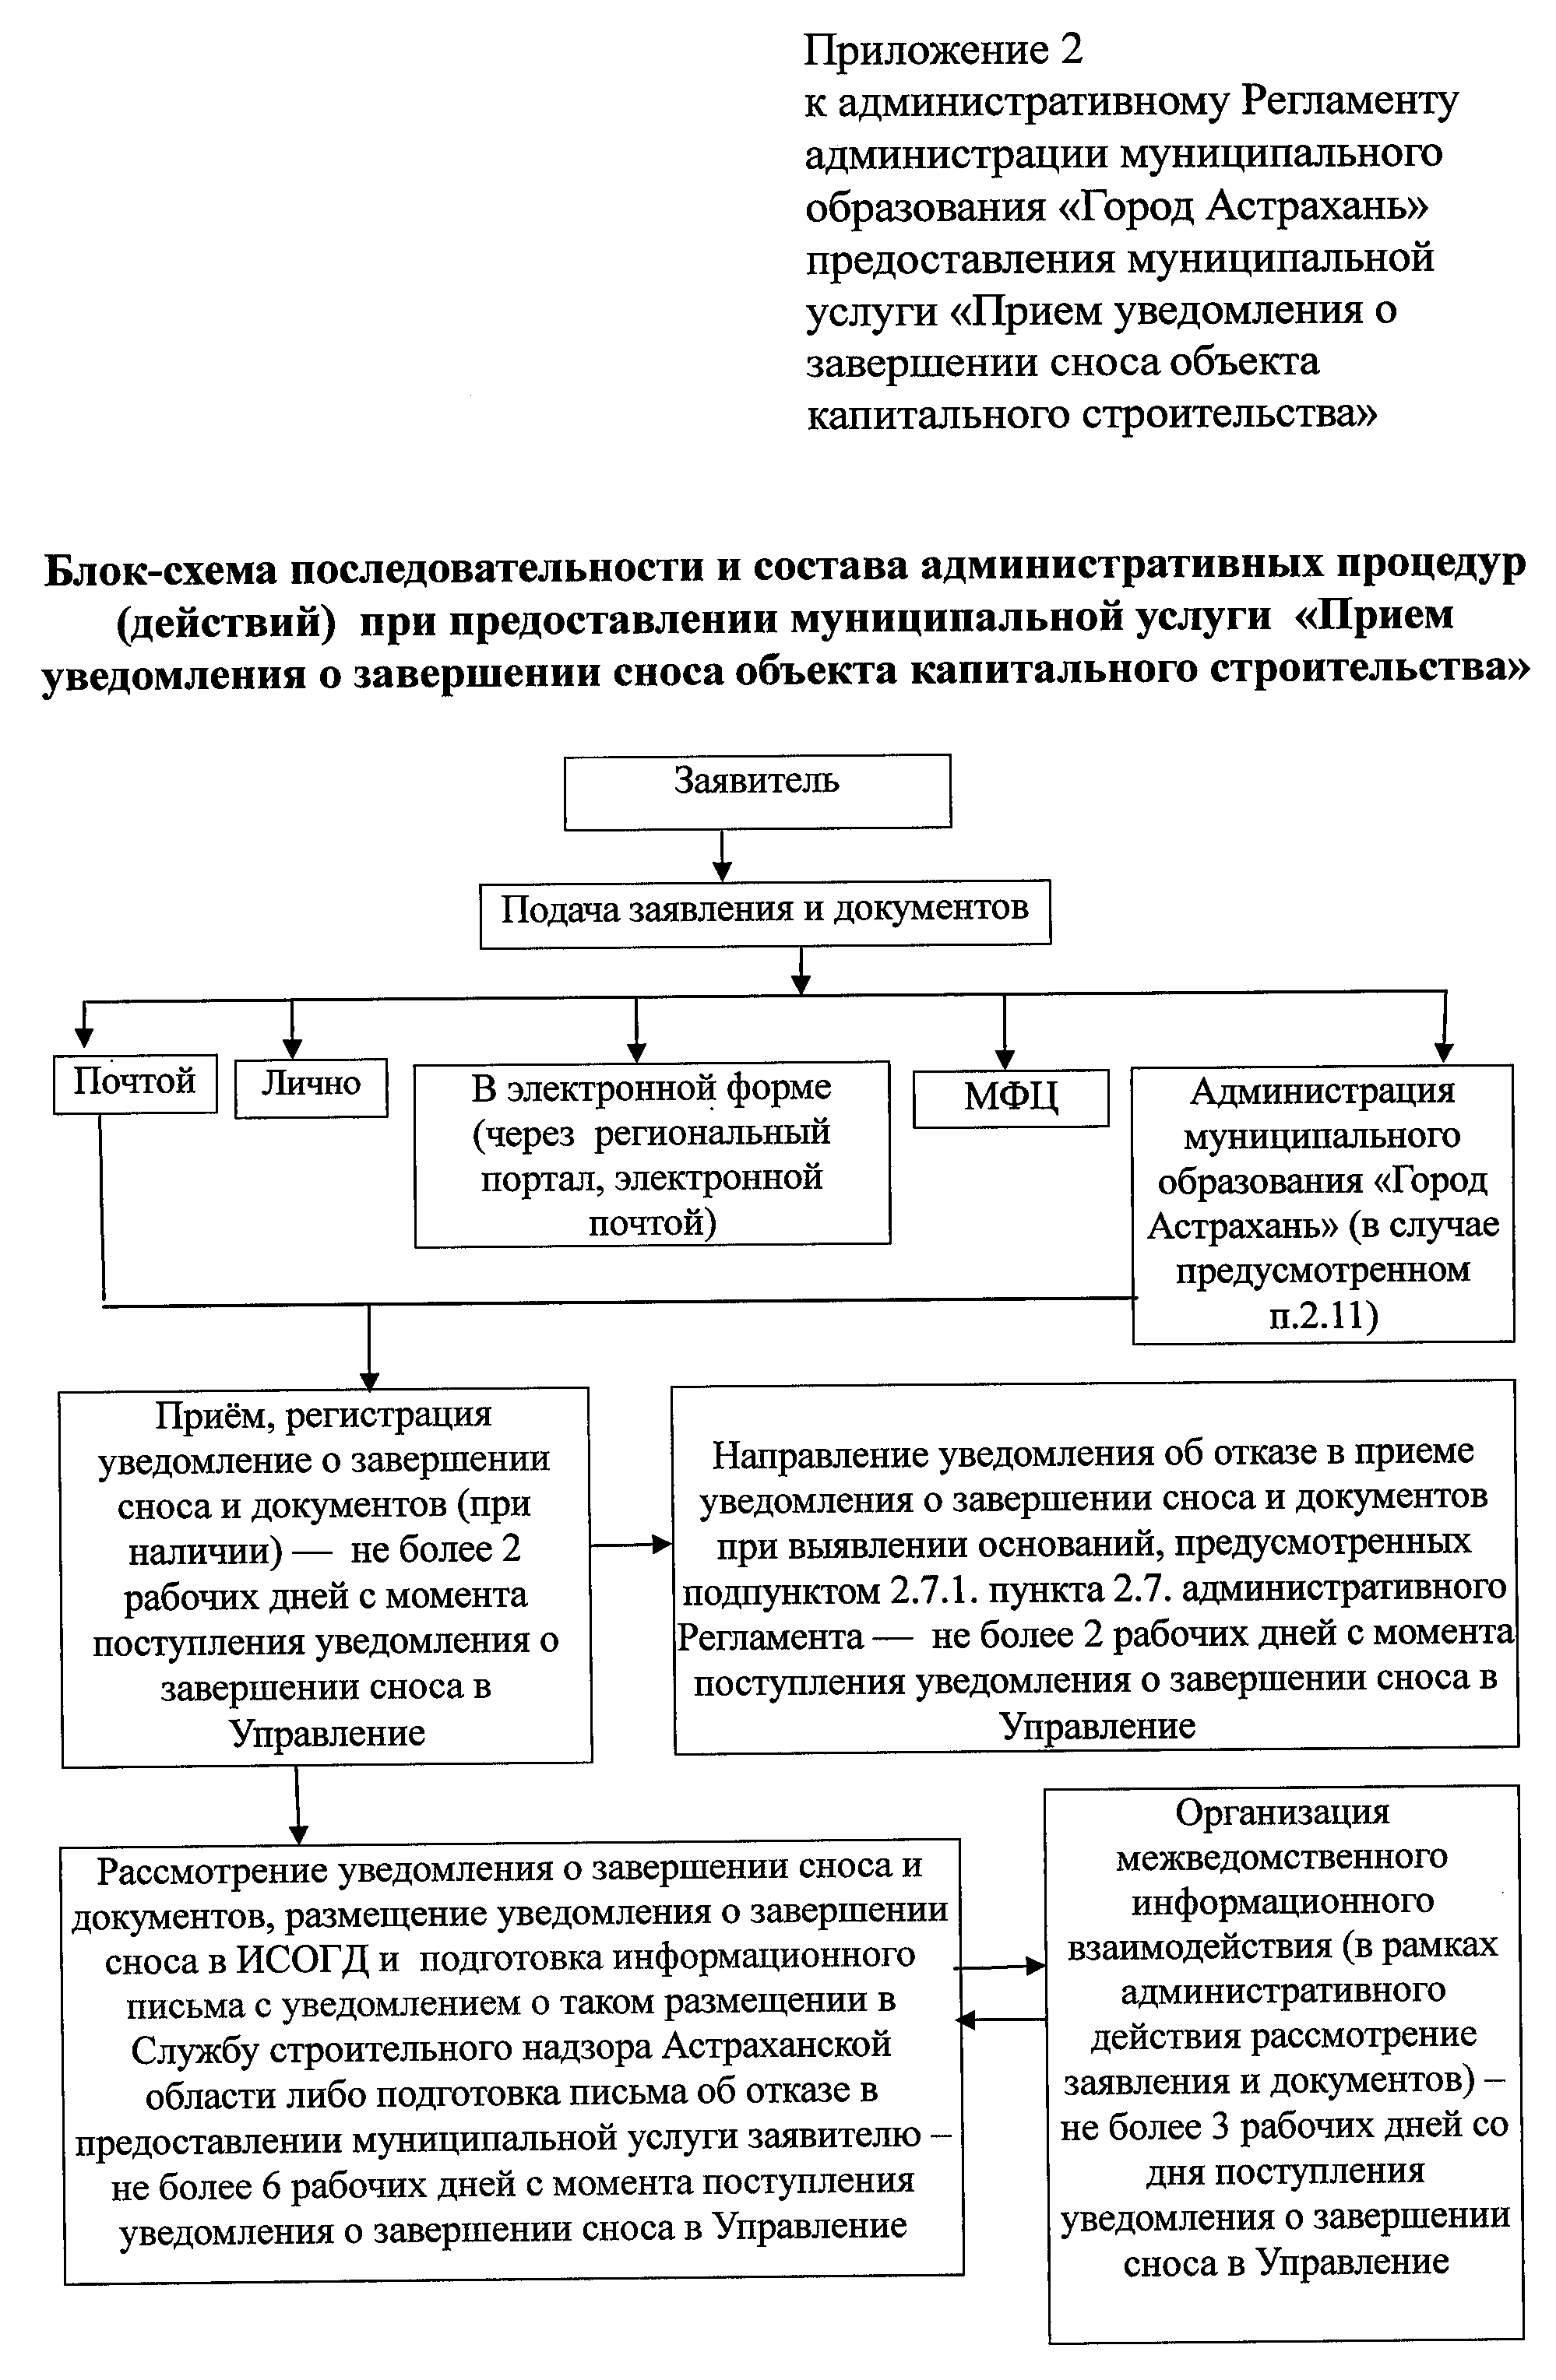 Приложение 2
к административному Регламенту
администрации муниципального
образования «Город Астрахань»
предоставления муниципальной
услуги «Прием уведомления о
завершении сноса объекта
капитального строительства»
Блок-схема последовательности и состава административных процедур
(действий) при предоставлении муниципальной услуги «Прием
уведомления о завершении сноса объекта капитального строительства»
Заявитель
Подача заявления и документов
Почтой
Лично
В электронной форме
(через региональный
портал, электронной
почтой)
МФЦ
Администрация
муниципального
образования «Город
Астрахань» (в случае
предусмотренном
п.2.11)
Приём, регистрация
уведомление о завершении
сноса и документов (при
наличии) — не более 2
рабочих дней с момента
поступления уведомления о
завершении сноса в
Управление
Направление уведомления об отказе в приеме
уведомления о завершении сноса и документов
при выявлении оснований, предусмотренных
подпунктом 2.7.1. пункта 2.7. административного
Регламента — не более 2 рабочих дней с момента
поступления уведомления о завершении сноса в
Управление
Рассмотрение уведомления о завершении сноса и
документов, размещение уведомления о завершении
сноса в ИСОГД и подготовка информационного
письма с уведомлением о таком размещении в
Службу строительного надзора Астраханской
области либо подготовка письма об отказе в
предоставлении муниципальной услуги заявителю –
не более 6 рабочих дней с момента поступления
уведомления о завершении сноса в Управление
Организация
межведомственного
информационного
взаимодействия (в рамках
административного
действия рассмотрение
заявления и документов) –
не более 3 рабочих дней со
дня поступления
уведомления о завершении
сноса в Управление